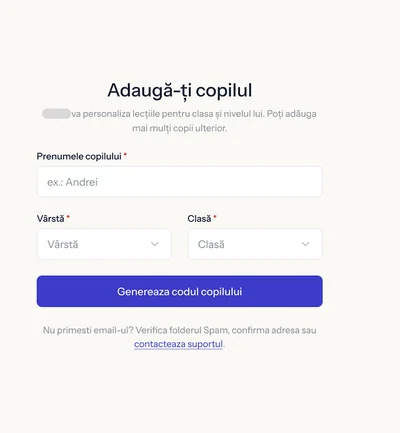 Adaugă-ți copilul
va personaliza lecțiile pentru clasa și nivelul lui. Poți adăuga
mai mulți copii ulterior.
Prenumele copilului *
ex.: Andrei
Vârstă *
Clasă *
Vârstă
Clasă
Genereaza codul copilului
Nu primesti email-ul? Verifica folderul Spam, confirma adresa sau
contacteaza suportul.